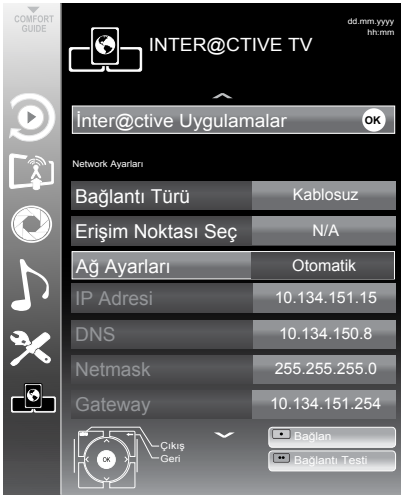 COMFORT
GUIDE
INTER@CTIVE TV
dd.mm.yyyy
hh:mm
İnter@ctive Uygulamalar OK
Network Ayarları
Bağlantı Türü Kablosuz
Erişim Noktası Seç N/A
Ağ Ayarları Otomatik
IP Adresi 10.134.151.15
DNS 10.134.150.8
Netmask 255.255.255.0
Gateway 10.134.151.254
OK
Çıkış
Geri
Bağlan
Bağlantı Testi